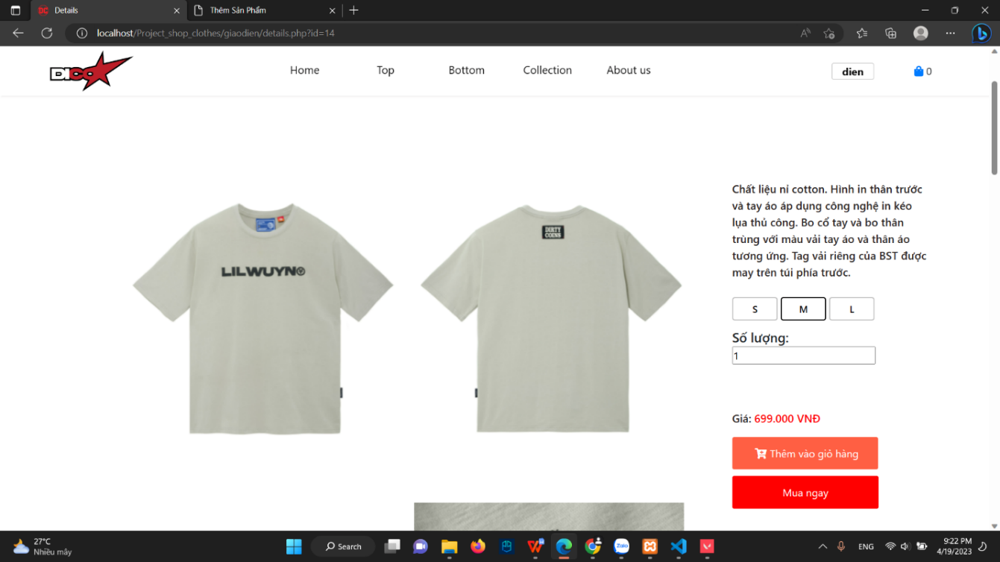 Details
Thêm Sản Phẩm
localhost/Project_shop_clothes/giaodien/details.php?id=14
DICO
Home
Top
Bottom
Collection
About us
dien
0
LILWUYN
DIRTY
COINS
Chất liệu nỉ cotton. Hình in thân trước
và tay áo áp dụng công nghệ in kéo
lụa thủ công. Bo cổ tay và bo thân
trùng với màu vải tay áo và thân áo
tương ứng. Tag vải riêng của BST được
may trên túi phía trước.
S
M
L
Số lượng:
1
Giá: 699.000 VNĐ
Thêm vào giỏ hàng
Mua ngay
27°C
Nhiều mây
Search
Zalo
ENG
9:22 PM
4/19/2023